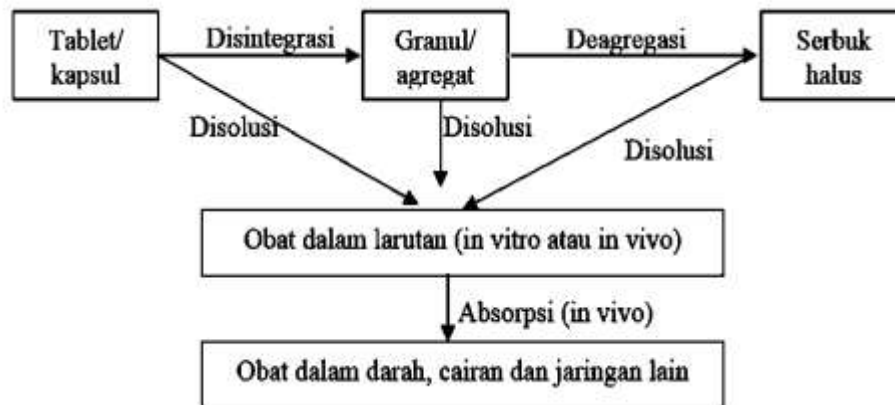 Tablet/
kapsul
Disintegrasi
Granul/
agregat
Deagregasi
Serbuk
halus
Disolusi
Disolusi
Disolusi
Obat dalam larutan (in vitro atau in vivo)
Absorpsi (in vivo)
Obat dalam darah, cairan dan jaringan lain